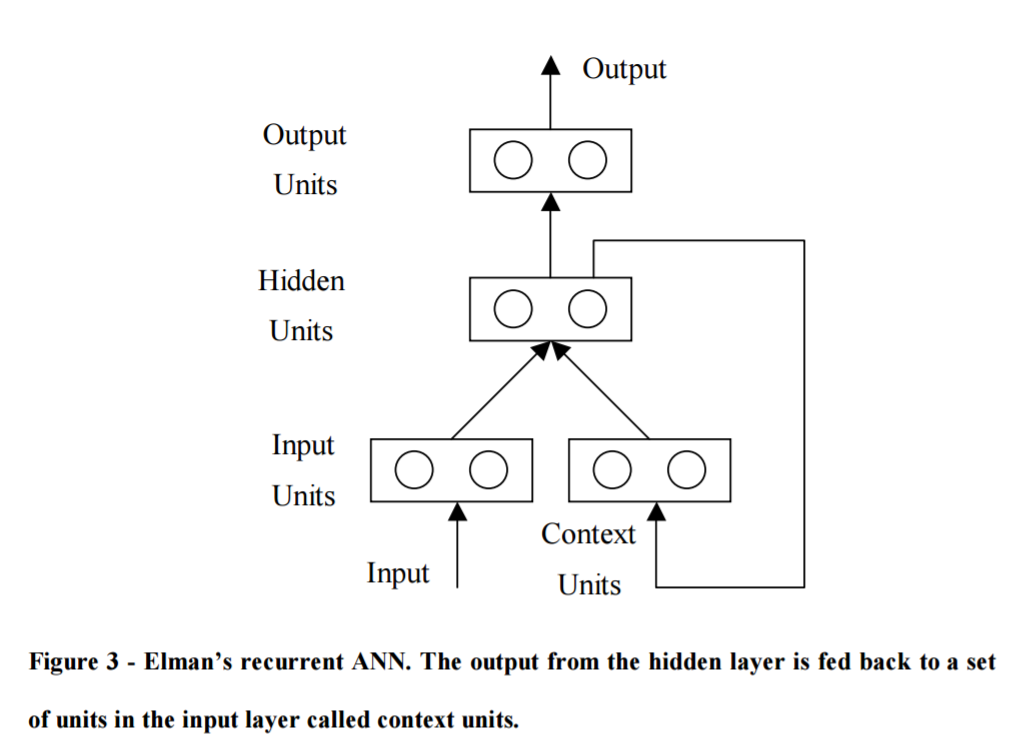 Output
Output
Units
Hidden
Units
Input
Units
Context
Input
Units
Figure 3 - Elman’s recurrent ANN. The output from the hidden layer is fed back to a set
of units in the input layer called context units.